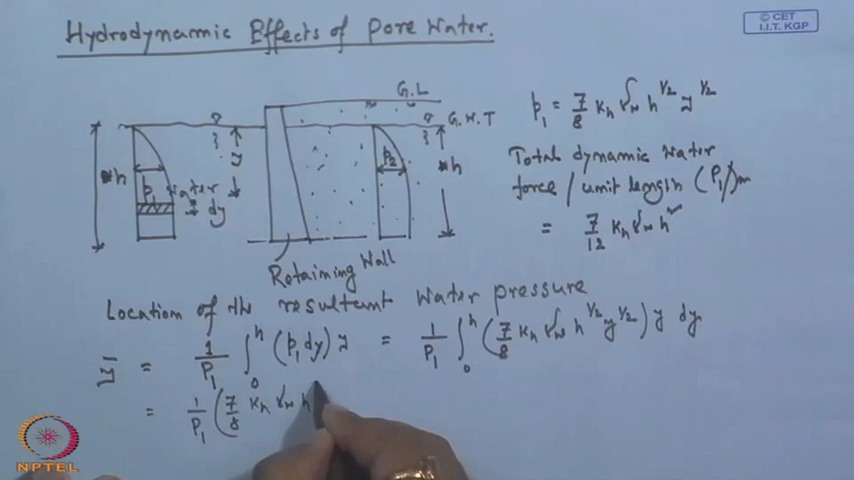 Hydrodynamic Effects of Pore Water.
© CET
I.I.T. KGP
G.L
G.W.T
h
y
p₁
water
dy
p₂
h
Retaining Wall
p₁ = 7/8 kₕ γw h^1/2 y^1/2
Total dynamic water
force / unit length (P₁)w
= 7/12 kₕ γw h²
Location of the resultant water pressure
ȳ = 1/P₁ ∫₀ʰ (p₁ dy) y = 1/P₁ ∫₀ʰ (7/8 kₕ γw h^1/2 y^1/2) y dy
= 1/P₁ (7/8 kₕ γw h
NPTEL